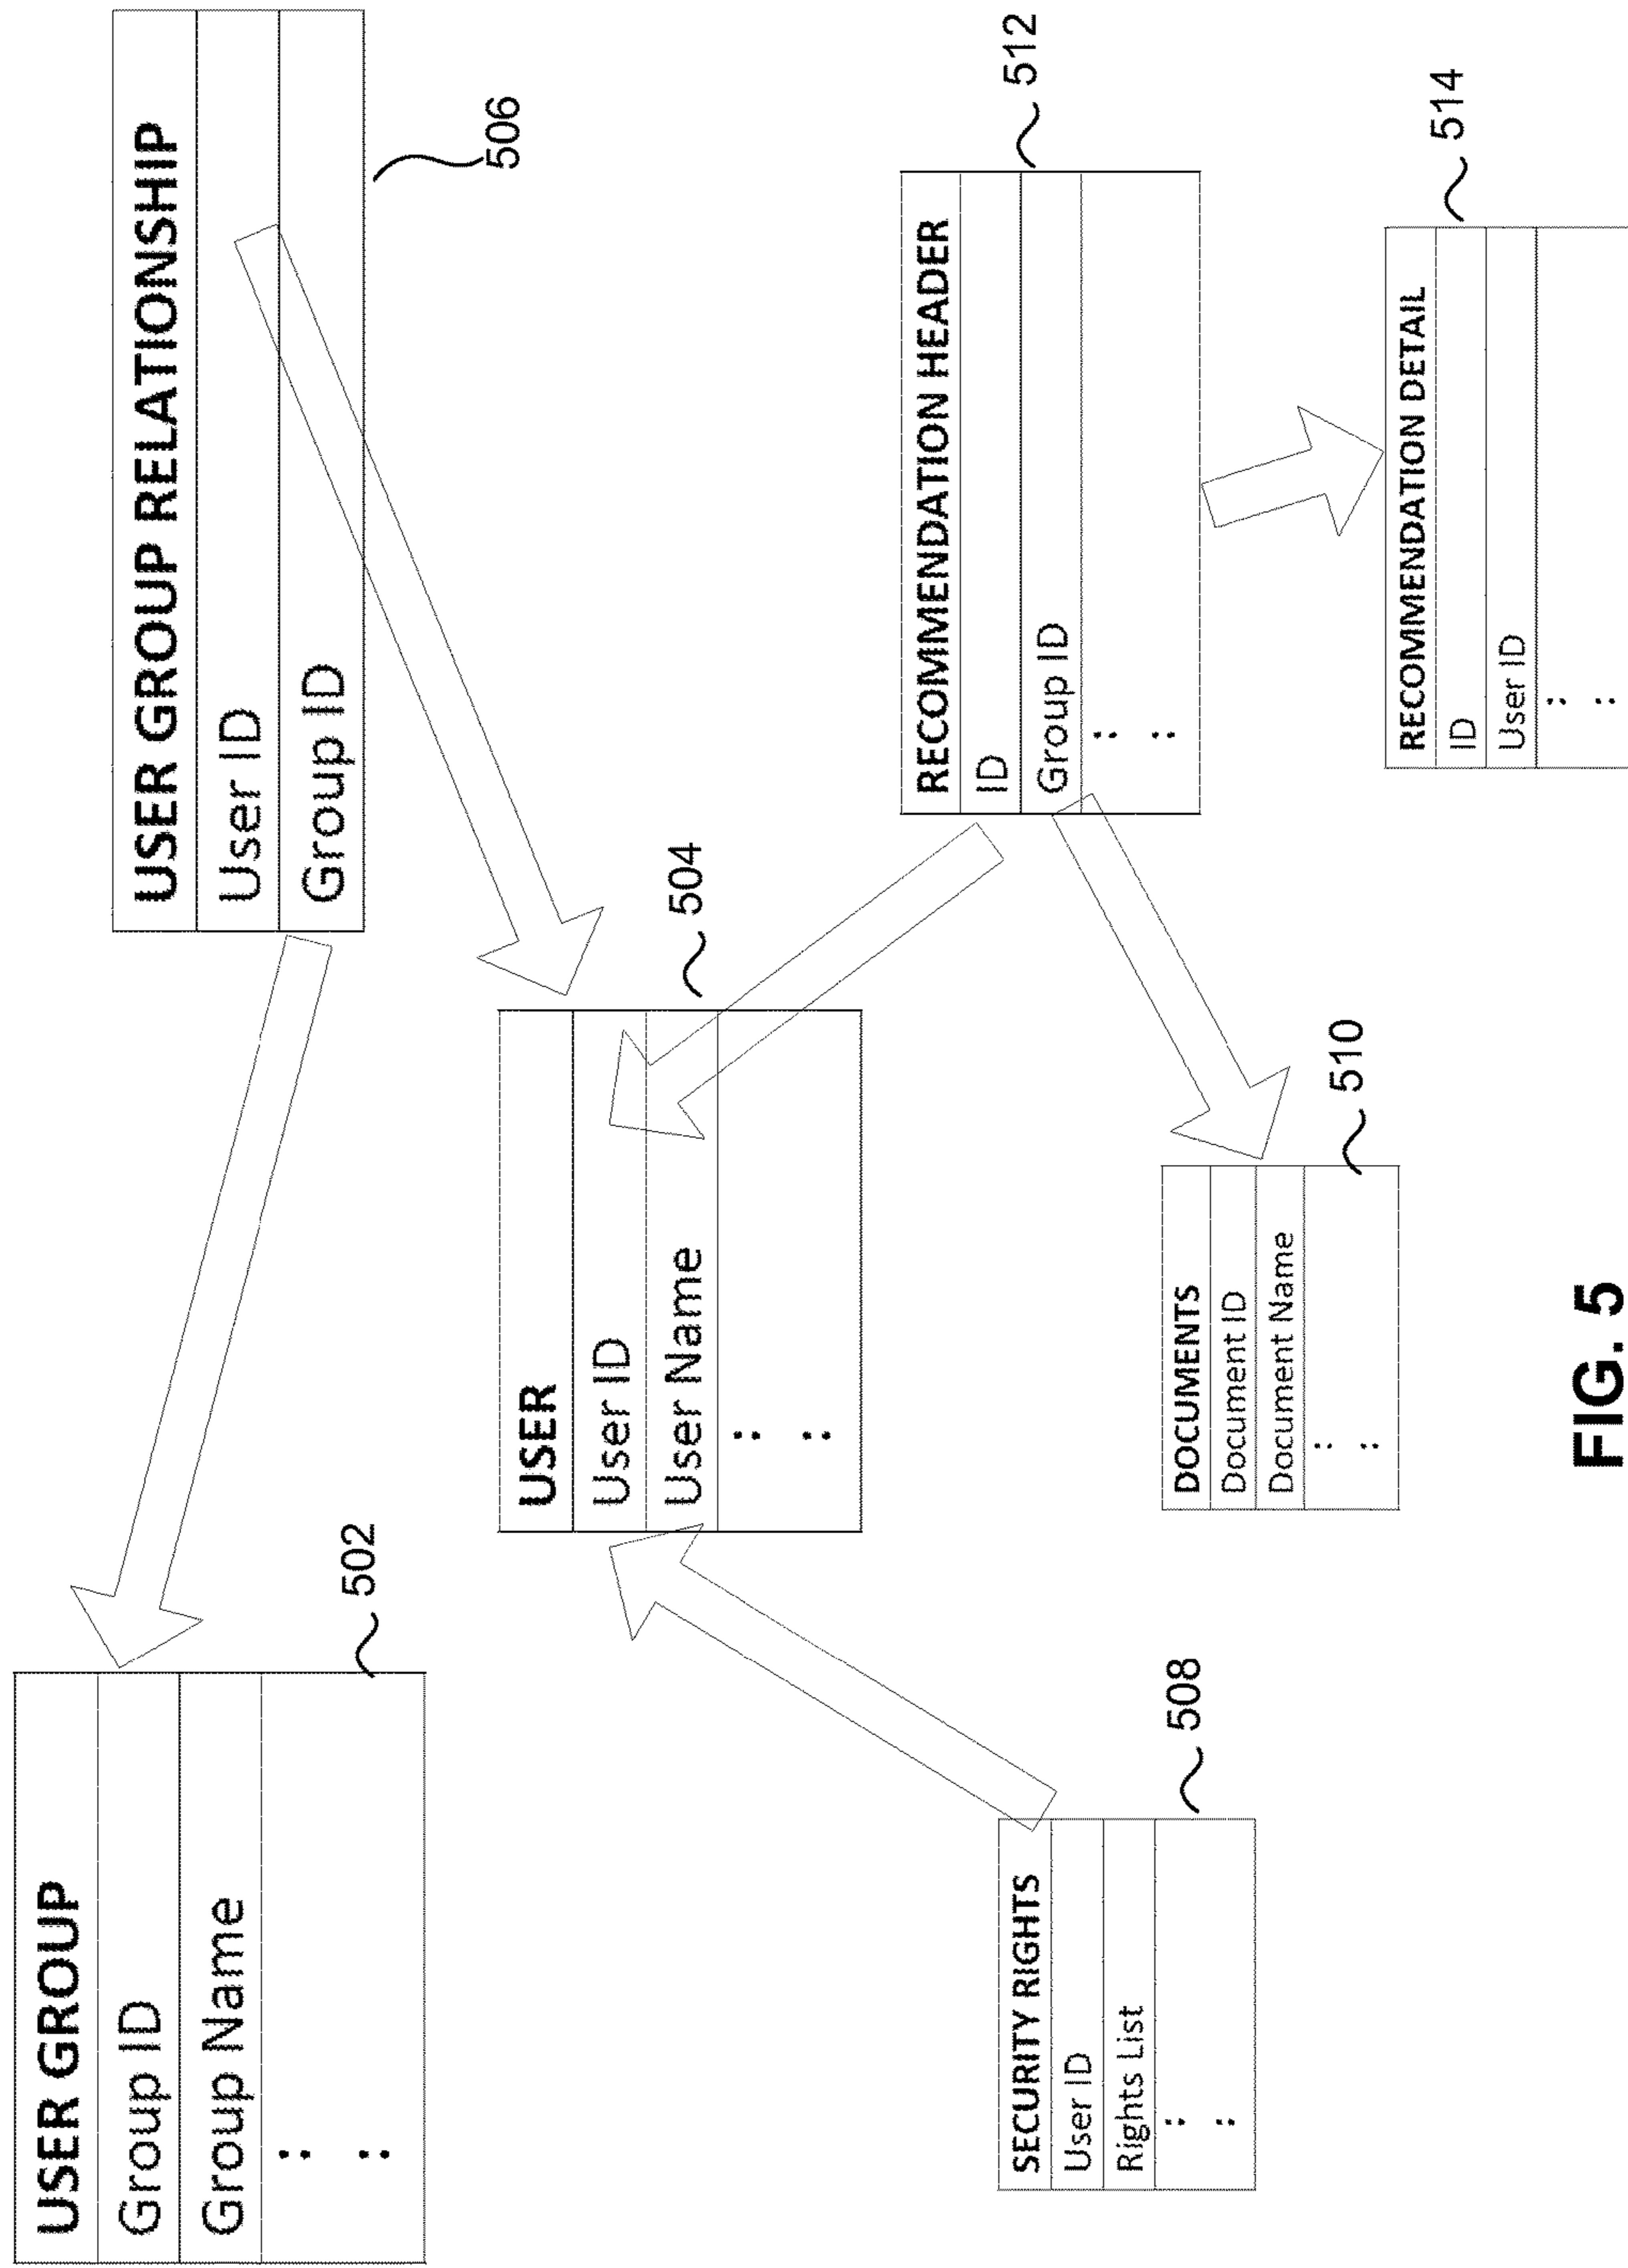 USER GROUP
Group ID
Group Name
: :
502
USER GROUP RELATIONSHIP
User ID
Group ID
506
USER
User ID
User Name
: :
504
SECURITY RIGHTS
User ID
Rights List
: :
508
DOCUMENTS
Document ID
Document Name
: :
510
RECOMMENDATION HEADER
ID
Group ID
: :
512
RECOMMENDATION DETAIL
ID
User ID
: :
514
FIG. 5